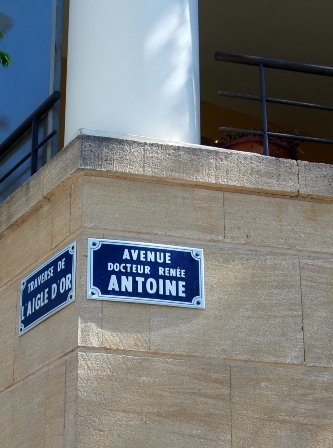 TRAVERSE DE
L'AIGLE D'OR
AVENUE
DOCTEUR RENÉE
ANTOINE